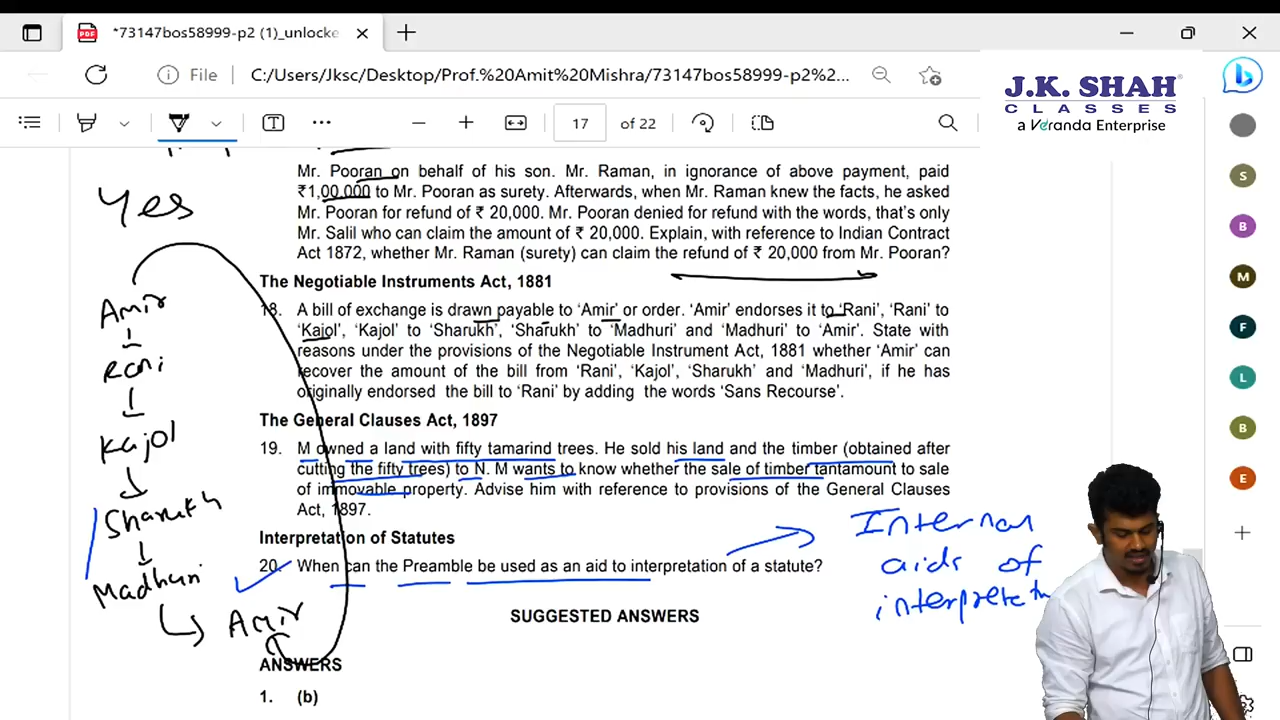 *73147bos58999-p2 (1)_unlocke
File
C:/Users/Jksc/Desktop/Prof.%20Amit%20Mishra/73147bos58999-p2%2...
J.K. SHAH
CLASSES
a Veranda Enterprise
17 of 22
Mr. Pooran on behalf of his son. Mr. Raman, in ignorance of above payment, paid
₹1,00,000 to Mr. Pooran as surety. Afterwards, when Mr. Raman knew the facts, he asked
Mr. Pooran for refund of ₹ 20,000. Mr. Pooran denied for refund with the words, that's only
Mr. Salil who can claim the amount of ₹ 20,000. Explain, with reference to Indian Contract
Act 1872, whether Mr. Raman (surety) can claim the refund of ₹ 20,000 from Mr. Pooran?
The Negotiable Instruments Act, 1881
18. A bill of exchange is drawn payable to 'Amir' or order. 'Amir' endorses it to 'Rani', 'Rani' to
'Kajol', 'Kajol' to 'Sharukh', 'Sharukh' to 'Madhuri' and 'Madhuri' to 'Amir'. State with
reasons under the provisions of the Negotiable Instrument Act, 1881 whether 'Amir' can
recover the amount of the bill from 'Rani', 'Kajol', 'Sharukh' and 'Madhuri', if he has
originally endorsed the bill to 'Rani' by adding the words 'Sans Recourse'.
The General Clauses Act, 1897
19. M owned a land with fifty tamarind trees. He sold his land and the timber (obtained after
cutting the fifty trees) to N. M wants to know whether the sale of timber tantamount to sale
of immovable property. Advise him with reference to provisions of the General Clauses
Act, 1897.
Interpretation of Statutes
20. When can the Preamble be used as an aid to interpretation of a statute?
SUGGESTED ANSWERS
ANSWERS
1. (b)
Yes
Amir
Rani
Kajol
Sharukh
Madhuri
Amir
Internal
aids of
S
B
M
F
L
B
E